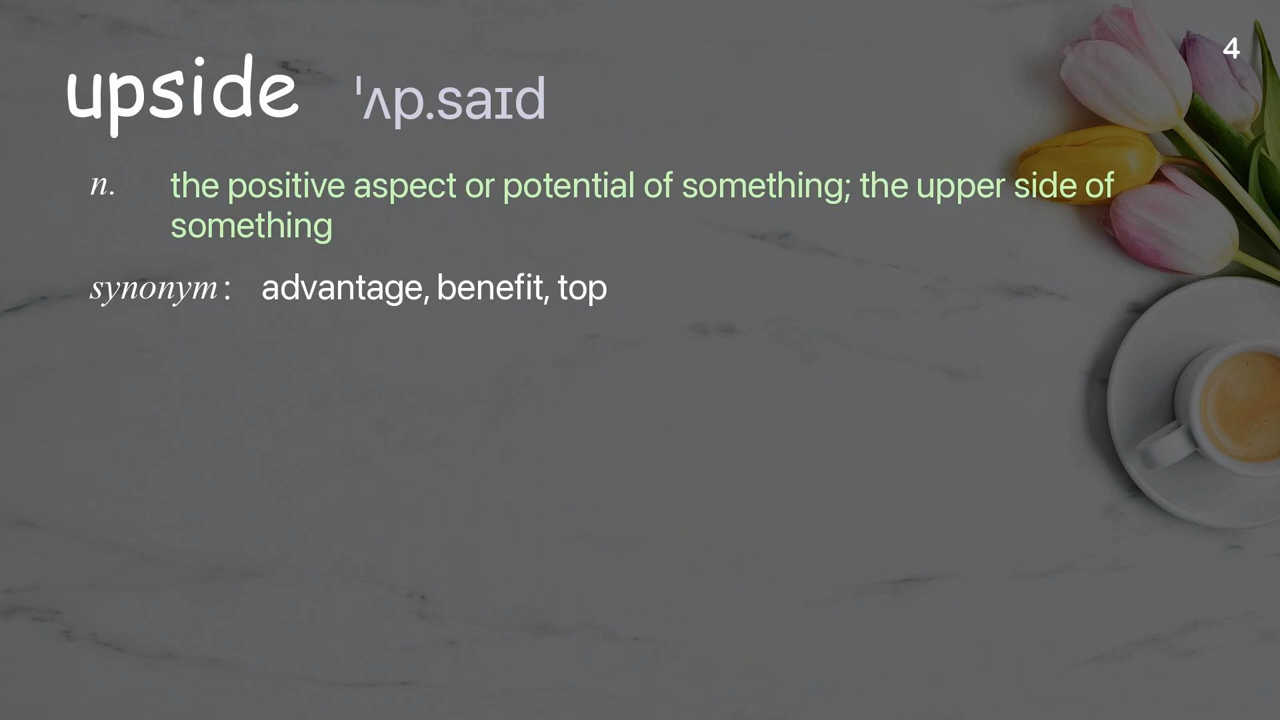 4
upside ˈʌp.saɪd
n. the positive aspect or potential of something; the upper side of
something
synonym: advantage, benefit, top